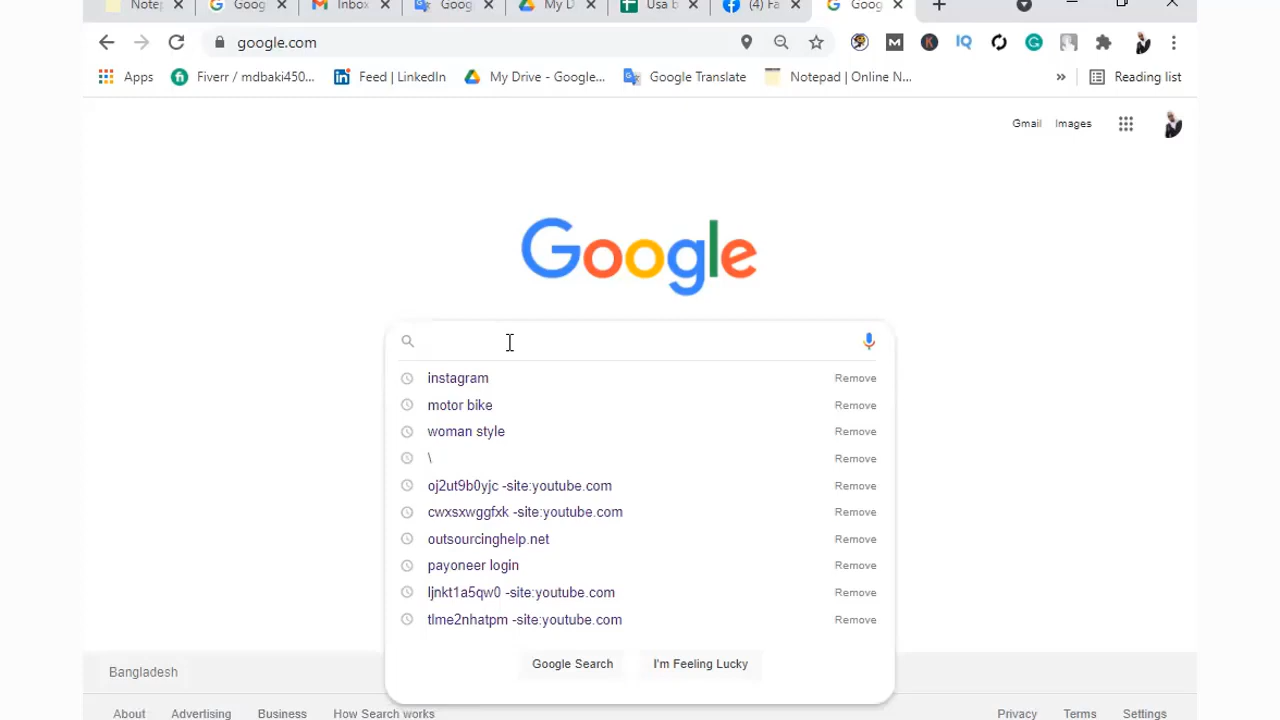 Note Goog Inbox Goog My D Usa b (4) Fa Goog
google.com
Apps Fiverr / mdbaki450... Feed | LinkedIn My Drive - Google... Google Translate Notepad | Online N... » Reading list
Gmail Images
Google
instagram Remove
motor bike Remove
woman style Remove
\ Remove
oj2ut9b0yjc -site:youtube.com Remove
cwxsxwggfxk -site:youtube.com Remove
outsourcinghelp.net Remove
payoneer login Remove
ljnkt1a5qw0 -site:youtube.com Remove
tlme2nhatpm -site:youtube.com Remove
Google Search I'm Feeling Lucky
Bangladesh
About Advertising Business How Search works Privacy Terms Settings